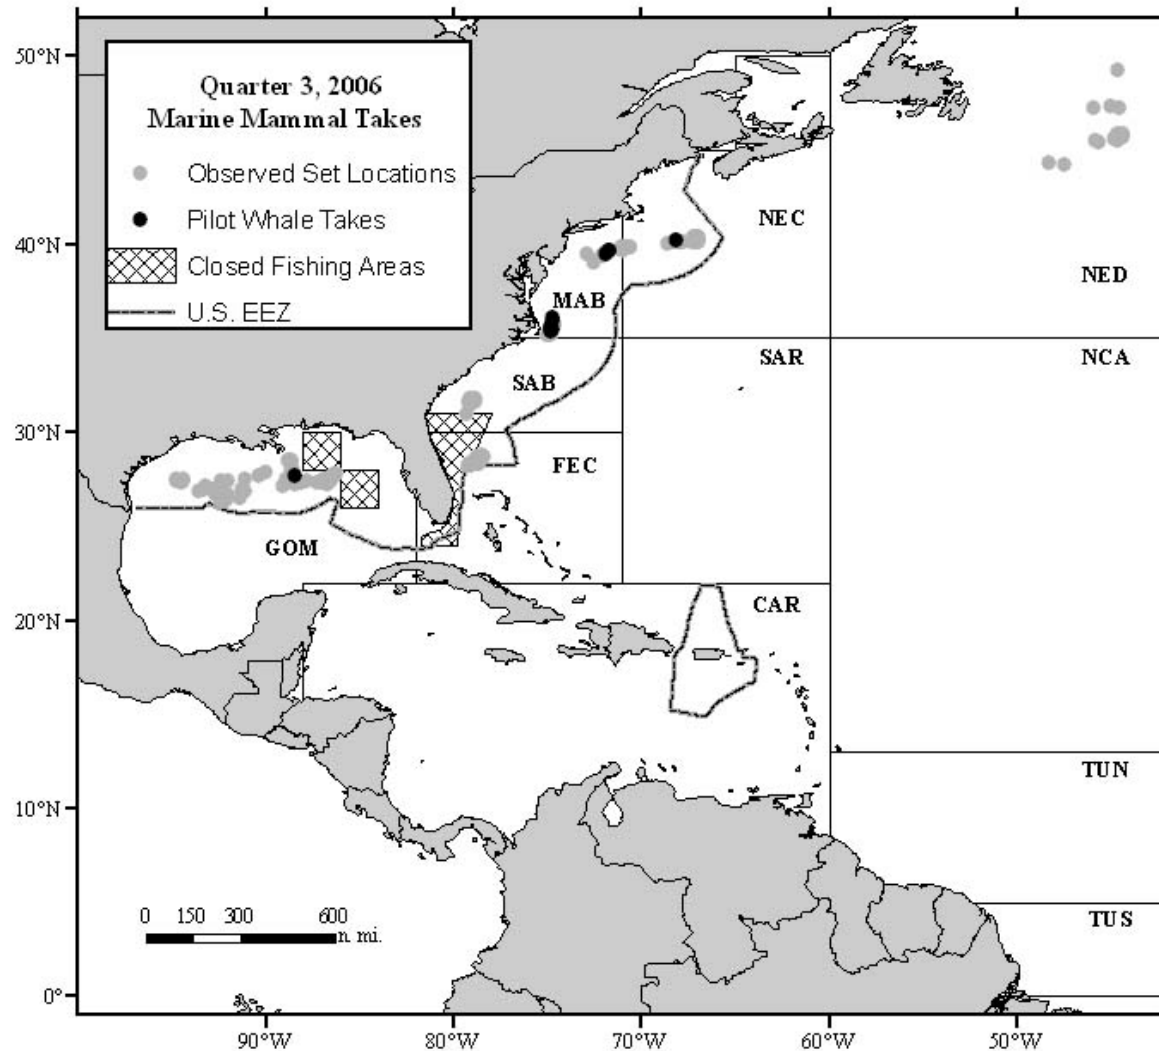 50°N
40°N
30°N
20°N
10°N
0°
Quarter 3, 2006
Marine Mammal Takes
Observed Set Locations
Pilot Whale Takes
Closed Fishing Areas
U.S. EEZ
NEC
NED
MAB
SAB
SAR
NCA
FEC
GOM
CAR
TUN
TUS
0 150 300 600
n. mi.
90°W 80°W 70°W 60°W 50°W